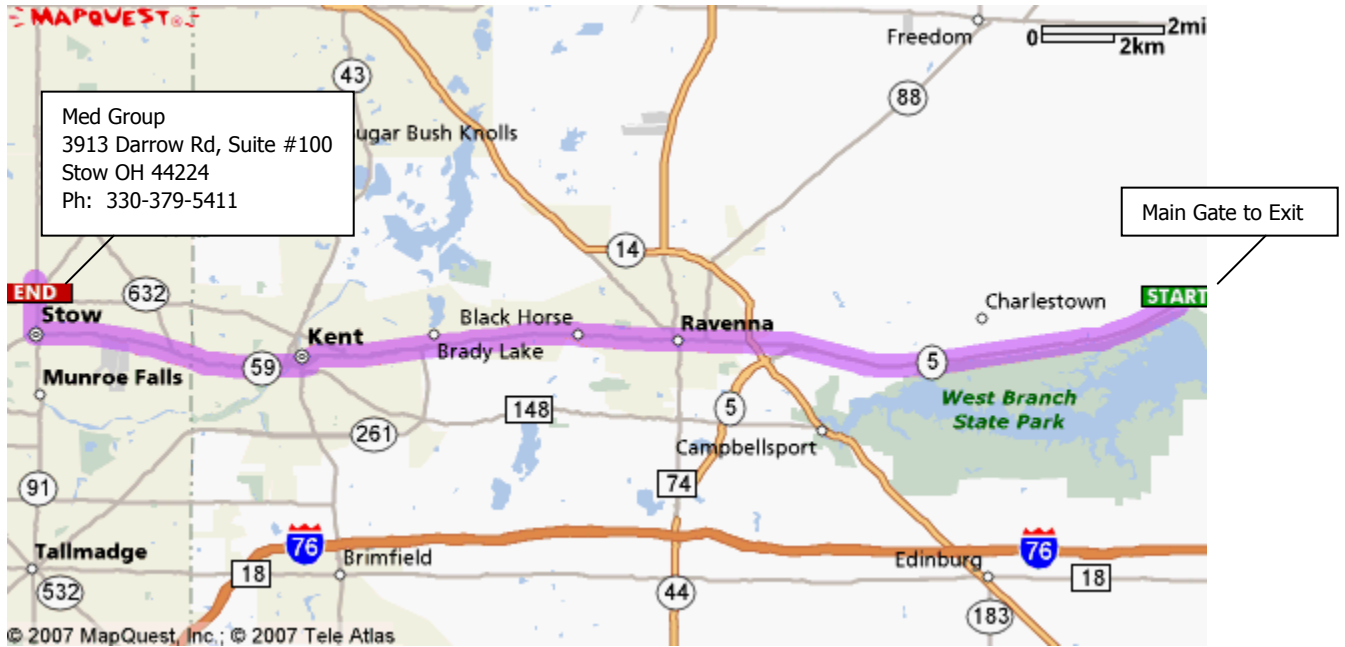 MAPQUEST®
Freedom
0 2mi
2km
43
88
Med Group
3913 Darrow Rd, Suite #100
Stow OH 44224
Ph: 330-379-5411
ugar Bush Knolls
Main Gate to Exit
14
END
632
Charlestown
START
Stow
Kent
Black Horse
Ravenna
Brady Lake
59
5
Munroe Falls
West Branch
State Park
148
5
261
Campbellsport
91
74
Tallmadge
76
Brimfield
18
Edinburg
76
18
532
44
183
© 2007 MapQuest, Inc.; © 2007 Tele Atlas